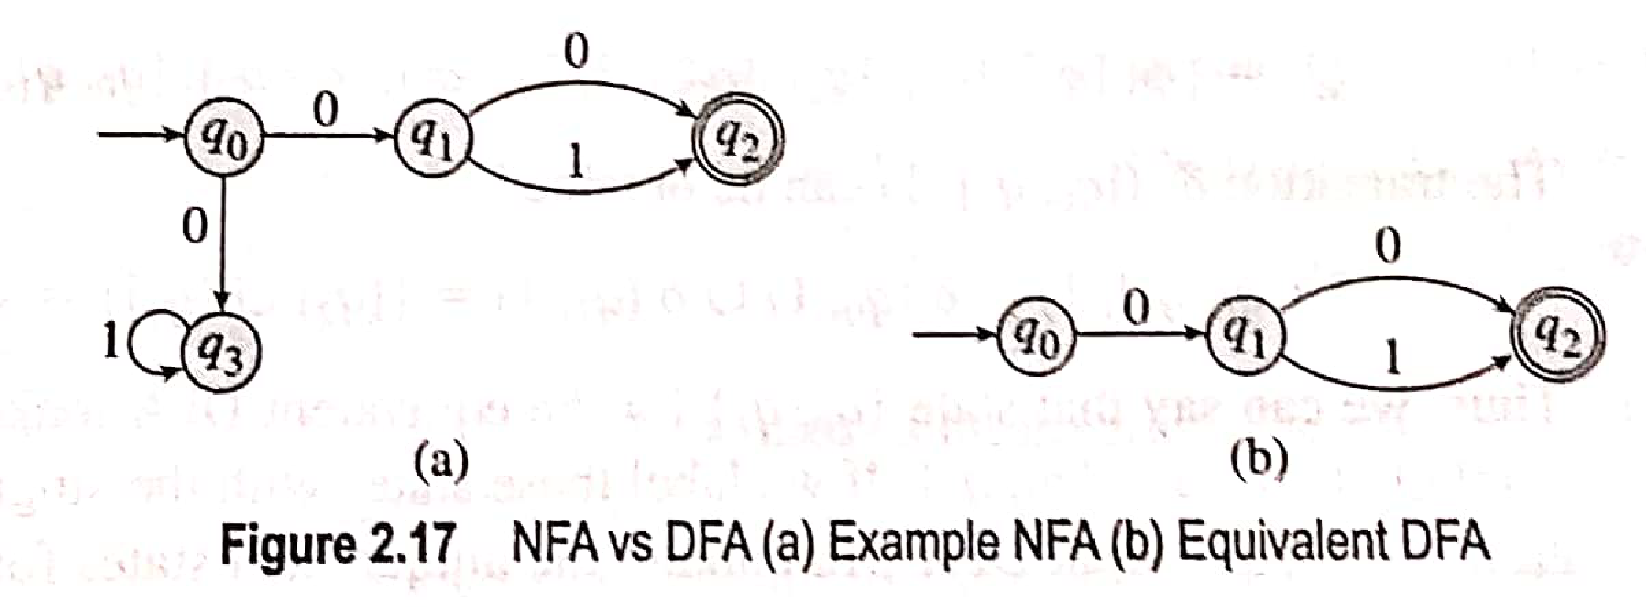 0
q0 0 q1 1 q2
0
1 q3
(a)
0
q0 0 q1 1 q2
(b)
Figure 2.17 NFA vs DFA (a) Example NFA (b) Equivalent DFA